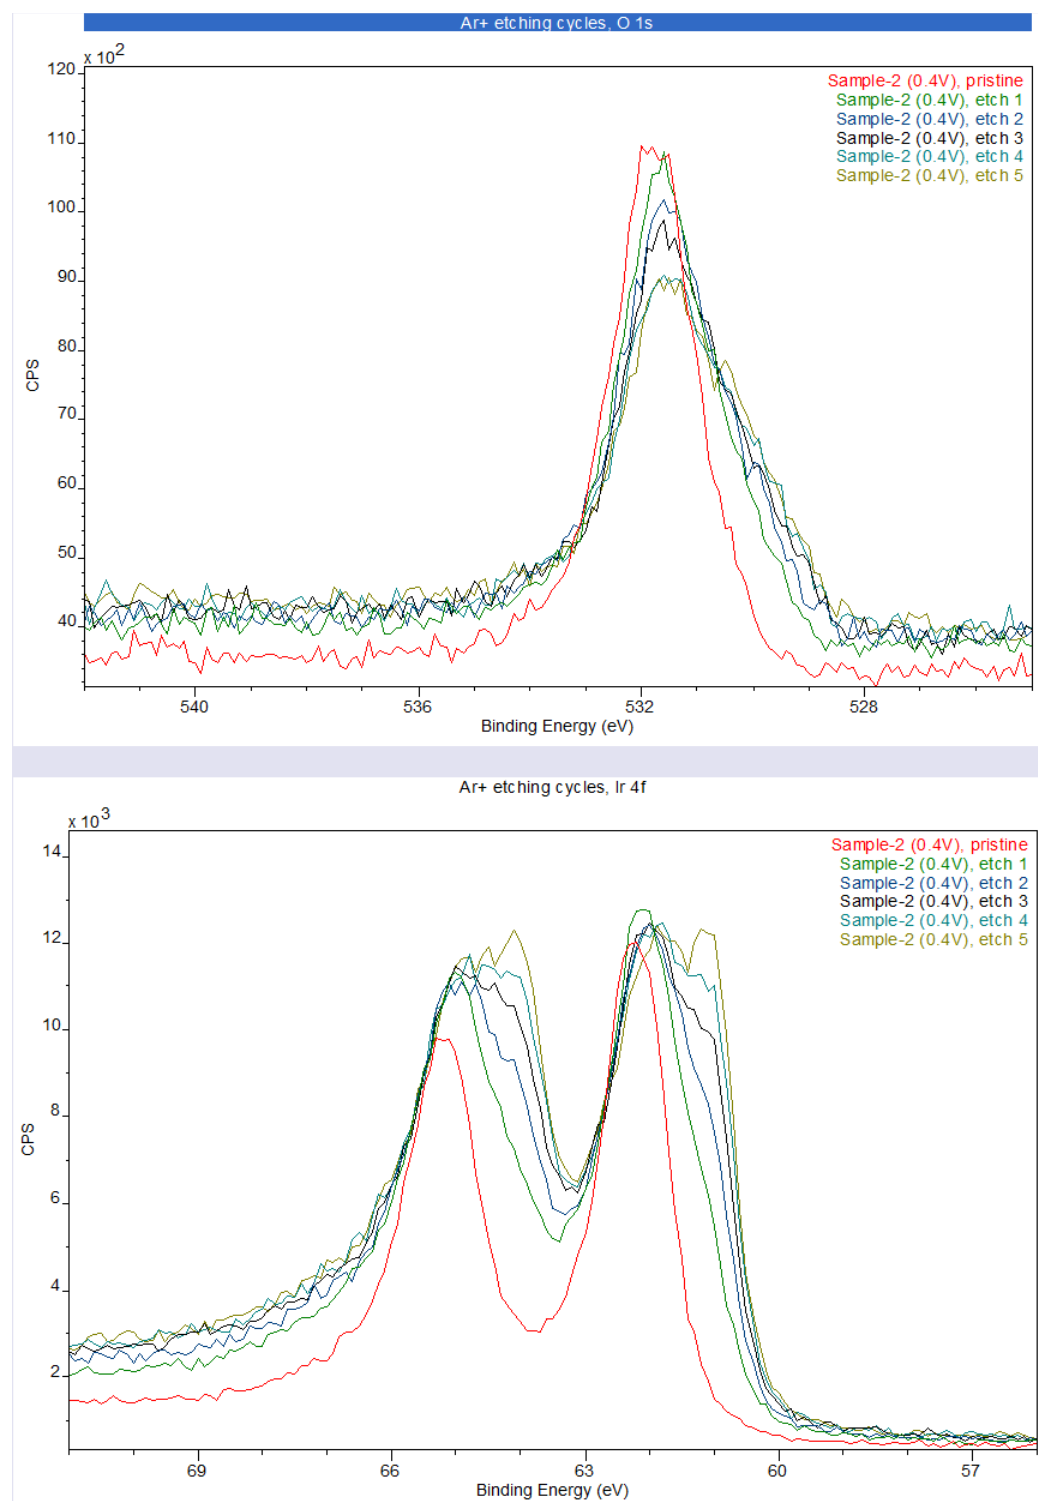 Ar+ etching cycles, O 1s
x 10²
Sample-2 (0.4V), pristine
Sample-2 (0.4V), etch 1
Sample-2 (0.4V), etch 2
Sample-2 (0.4V), etch 3
Sample-2 (0.4V), etch 4
Sample-2 (0.4V), etch 5
120
110
100
90
80
70
60
50
40
CPS
540 536 532 528
Binding Energy (eV)
Ar+ etching cycles, Ir 4f
x 10³
Sample-2 (0.4V), pristine
Sample-2 (0.4V), etch 1
Sample-2 (0.4V), etch 2
Sample-2 (0.4V), etch 3
Sample-2 (0.4V), etch 4
Sample-2 (0.4V), etch 5
14
12
10
8
6
4
2
CPS
69 66 63 60 57
Binding Energy (eV)